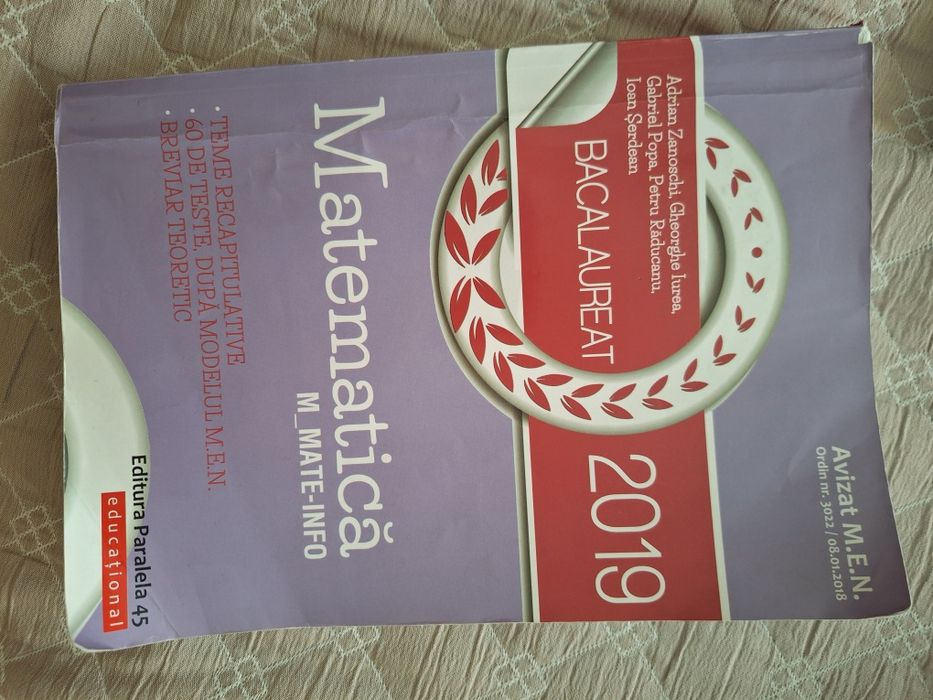 Avizat M.E.N.
Ordin nr. 3022 / 08.01.2018
Adrian Zanoschi, Gheorghe Iurea,
Gabriel Popa, Petru Răducanu,
Ioan Șerdean
BACALAUREAT 2019
Matematică
M_MATE-INFO
• TEME RECAPITULATIVE
• 60 DE TESTE, DUPĂ MODELUL M.E.N.
• BREVIAR TEORETIC
Editura Paralela 45
educațional